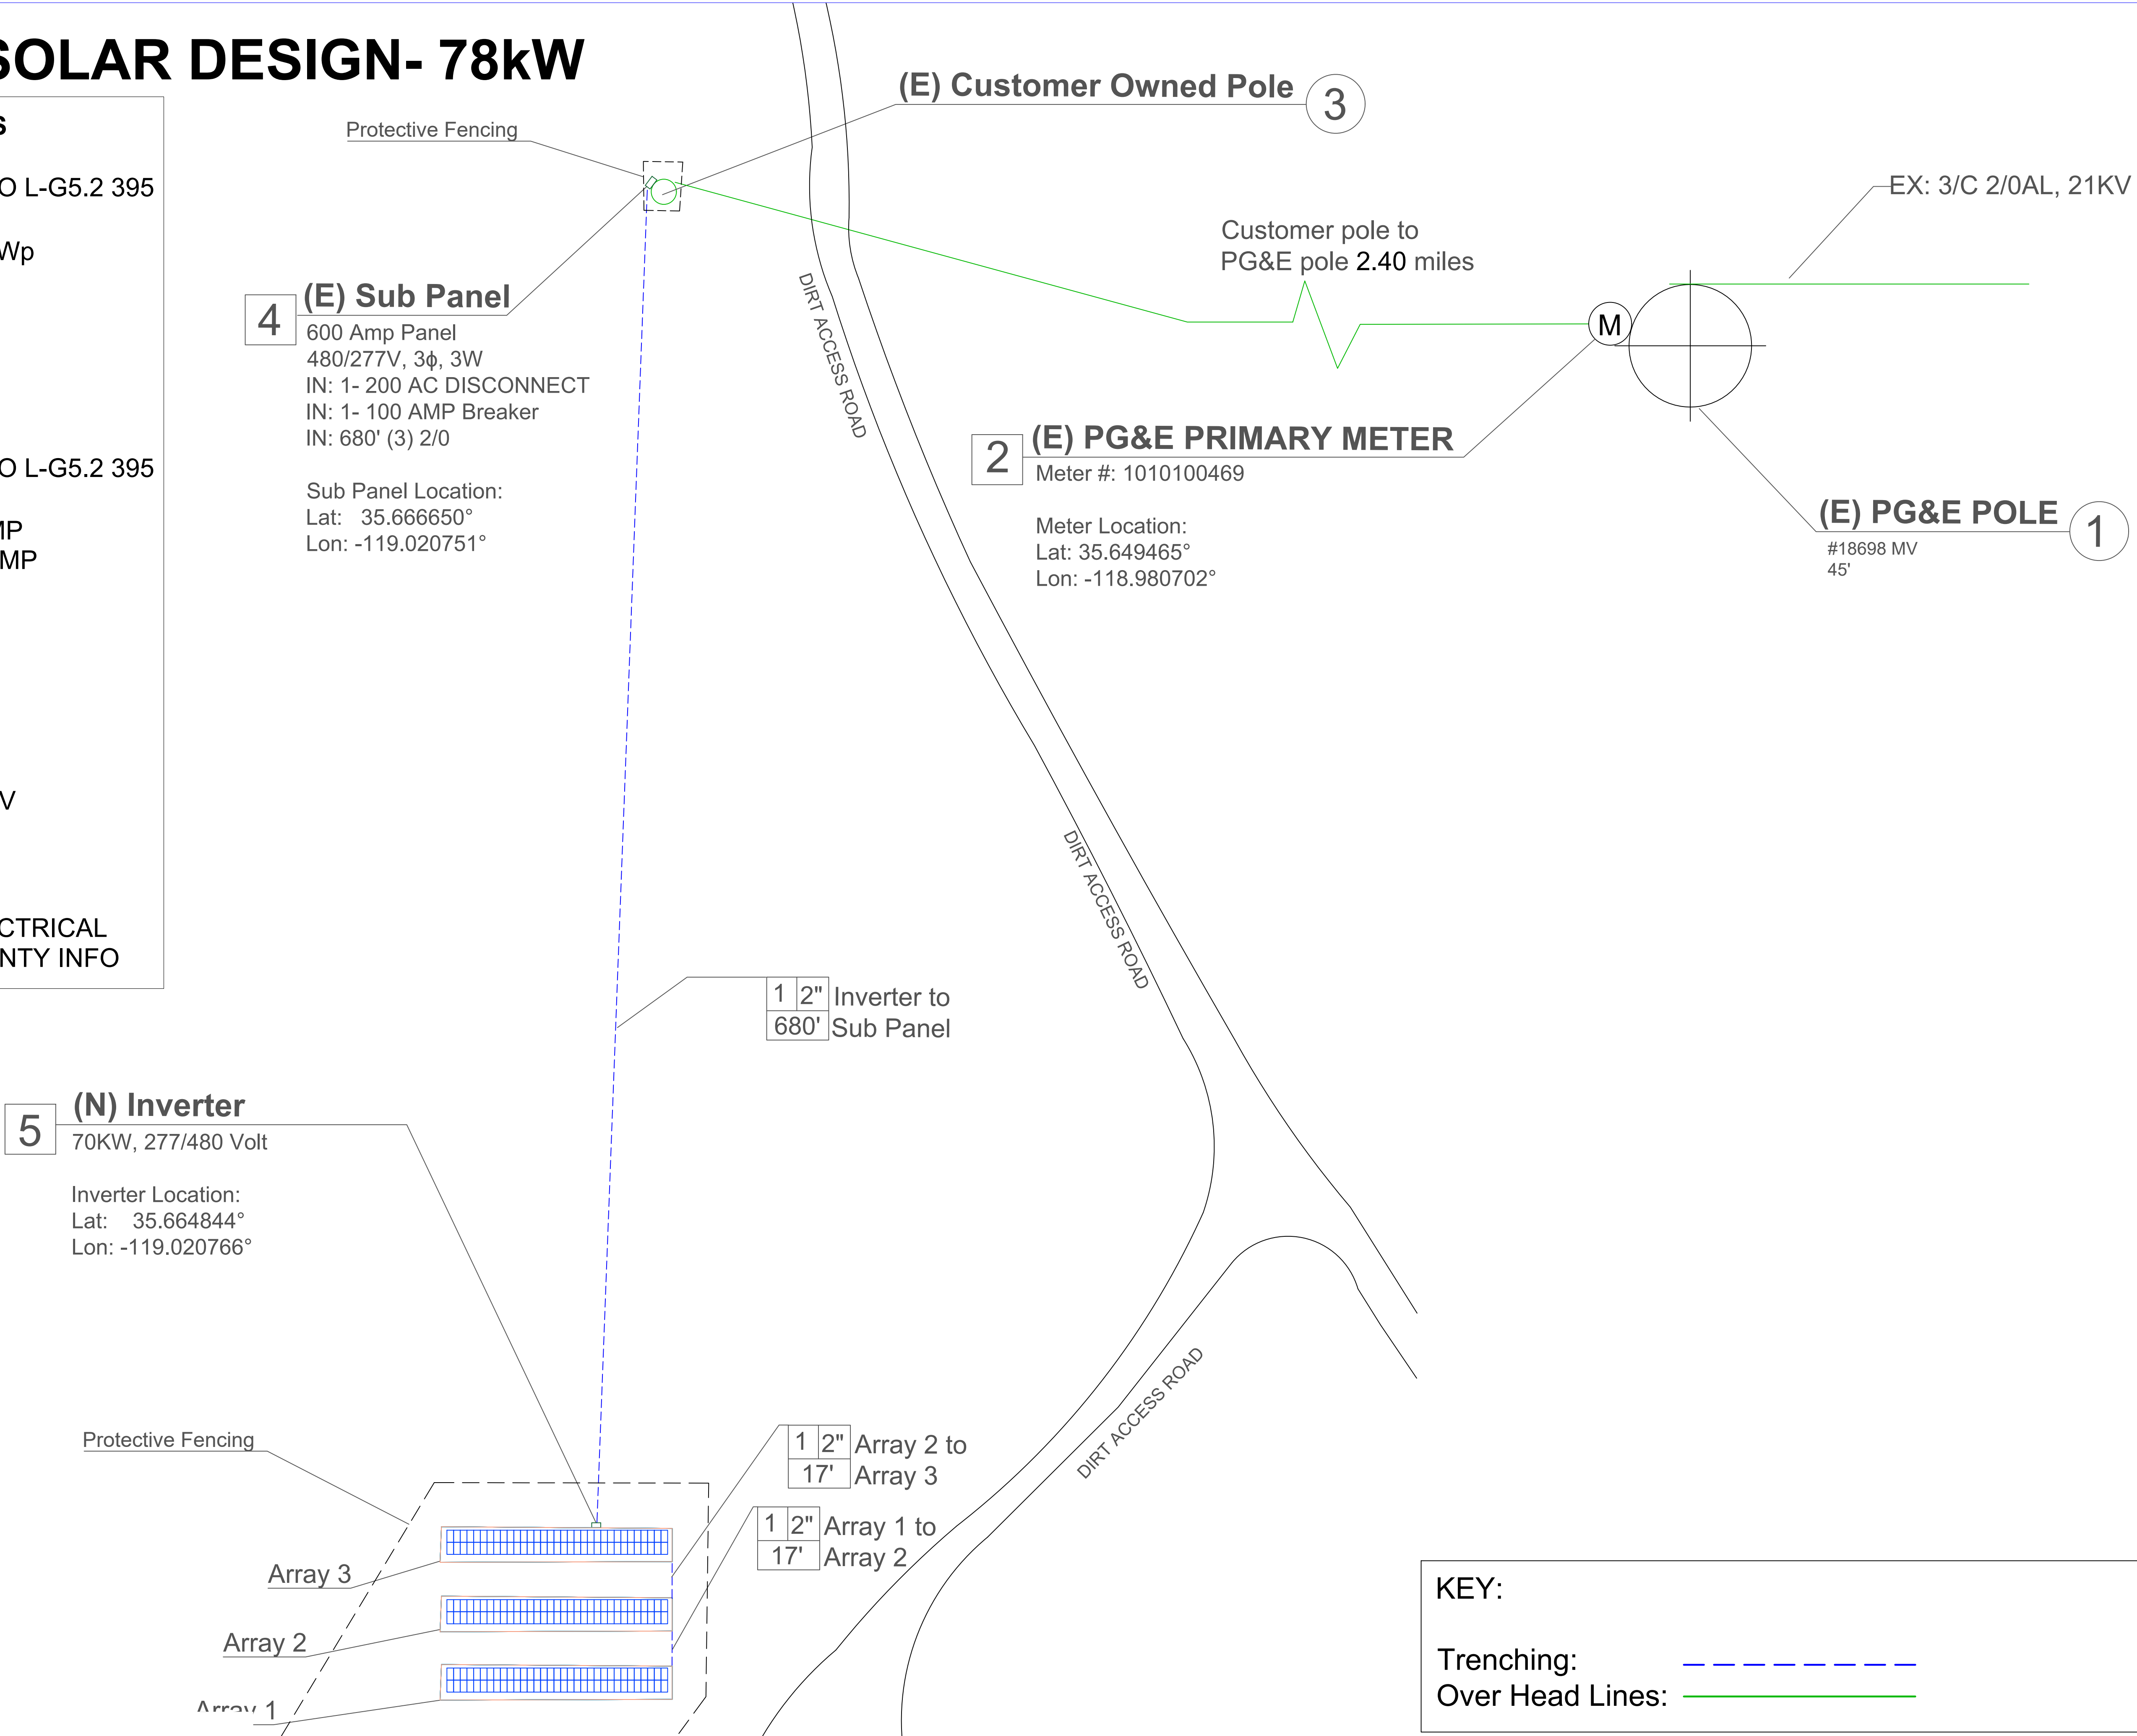 SOLAR DESIGN- 78kW
s
O L-G5.2 395
Wp
O L-G5.2 395
MP
MP
V
CTRICAL
NTY INFO
Protective Fencing
(E) Customer Owned Pole
3
EX: 3/C 2/0AL, 21KV
Customer pole to
PG&E pole 2.40 miles
4
(E) Sub Panel
600 Amp Panel
480/277V, 3ϕ, 3W
IN: 1- 200 AC DISCONNECT
IN: 1- 100 AMP Breaker
IN: 680' (3) 2/0
Sub Panel Location:
Lat: 35.666650°
Lon: -119.020751°
DIRT ACCESS ROAD
M
2
(E) PG&E PRIMARY METER
Meter #: 1010100469
Meter Location:
Lat: 35.649465°
Lon: -118.980702°
(E) PG&E POLE
1
#18698 MV
45'
DIRT ACCESS ROAD
1 2" Inverter to
680' Sub Panel
5
(N) Inverter
70KW, 277/480 Volt
Inverter Location:
Lat: 35.664844°
Lon: -119.020766°
DIRT ACCESS ROAD
Protective Fencing
1 2" Array 2 to
17' Array 3
1 2" Array 1 to
17' Array 2
Array 3
Array 2
Array 1
KEY:
Trenching:
Over Head Lines: